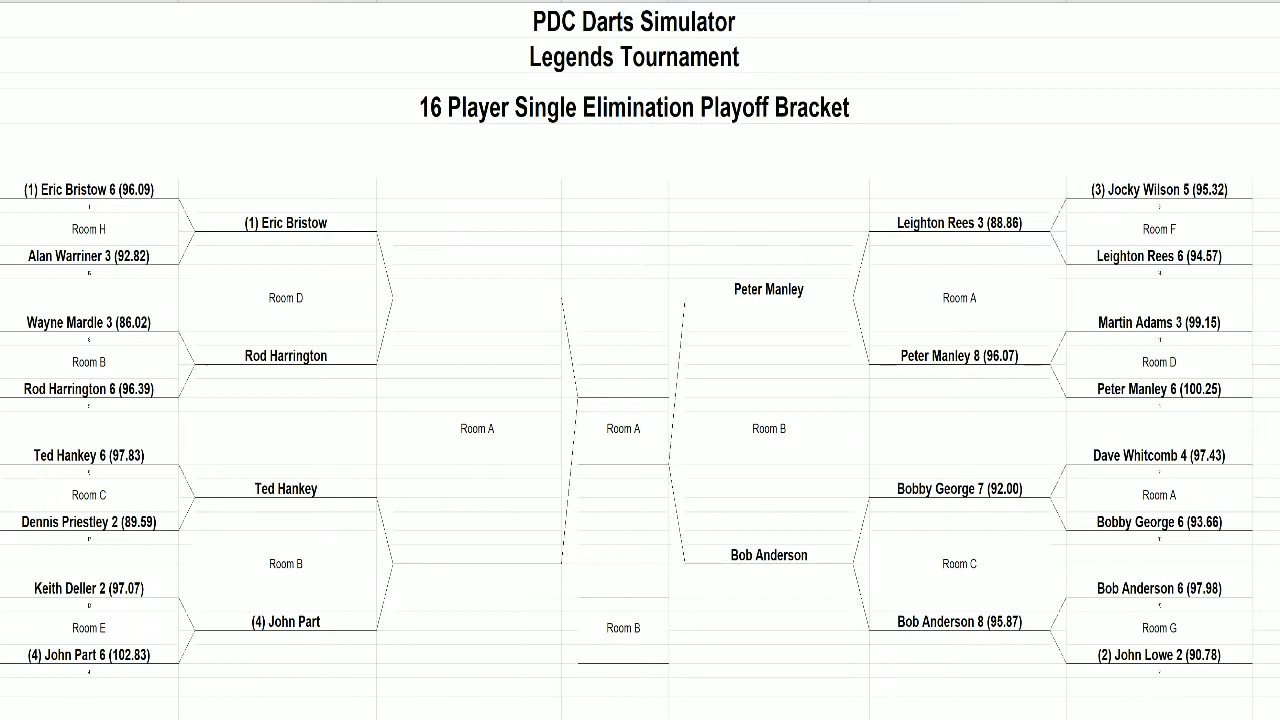 PDC Darts Simulator
Legends Tournament
16 Player Single Elimination Playoff Bracket
(1) Eric Bristow 6 (96.09)
(3) Jocky Wilson 5 (95.32)
(1) Eric Bristow
Leighton Rees 3 (88.86)
Room H
Room F
Alan Warriner 3 (92.82)
Leighton Rees 6 (94.57)
Peter Manley
Room D
Room A
Wayne Mardle 3 (86.02)
Martin Adams 3 (99.15)
Rod Harrington
Peter Manley 8 (96.07)
Room B
Room D
Rod Harrington 6 (96.39)
Peter Manley 6 (100.25)
Room A
Room A
Room B
Ted Hankey 6 (97.83)
Dave Whitcomb 4 (97.43)
Ted Hankey
Bobby George 7 (92.00)
Room C
Room A
Dennis Priestley 2 (89.59)
Bobby George 6 (93.66)
Bob Anderson
Room B
Room C
Keith Deller 2 (97.07)
Bob Anderson 6 (97.98)
(4) John Part
Bob Anderson 8 (95.87)
Room E
Room B
Room G
(4) John Part 6 (102.83)
(2) John Lowe 2 (90.78)